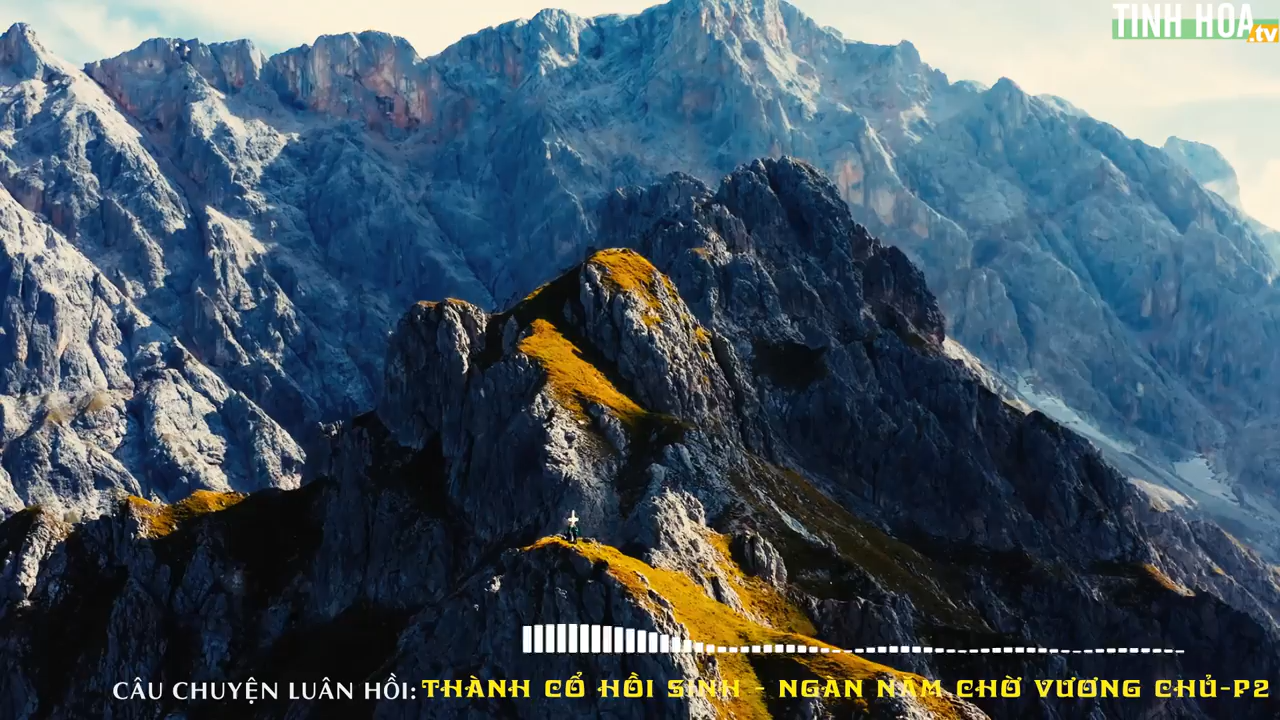 TINH HOA
.tv
CÂU CHUYỆN LUÂN HỒI: THÀNH CỔ HỒI SINH - NGÀN NĂM CHỜ VƯƠNG CHỦ-P2